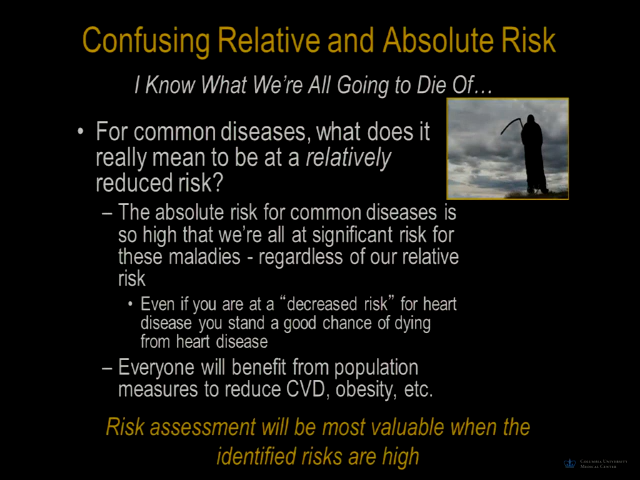 Confusing Relative and Absolute Risk
I Know What We're All Going to Die Of…
• For common diseases, what does it
really mean to be at a relatively
reduced risk?
– The absolute risk for common diseases is
so high that we're all at significant risk for
these maladies - regardless of our relative
risk
• Even if you are at a “decreased risk” for heart
disease you stand a good chance of dying
from heart disease
– Everyone will benefit from population
measures to reduce CVD, obesity, etc.
Risk assessment will be most valuable when the
identified risks are high
Columbia University
Medical Center